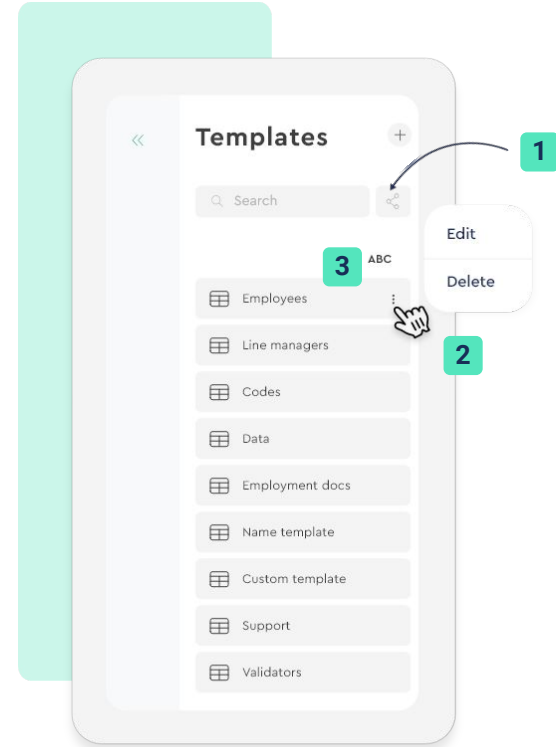 Templates
1
Search
Edit
3
ABC
Delete
Employees
2
Line managers
Codes
Data
Employment docs
Name template
Custom template
Support
Validators